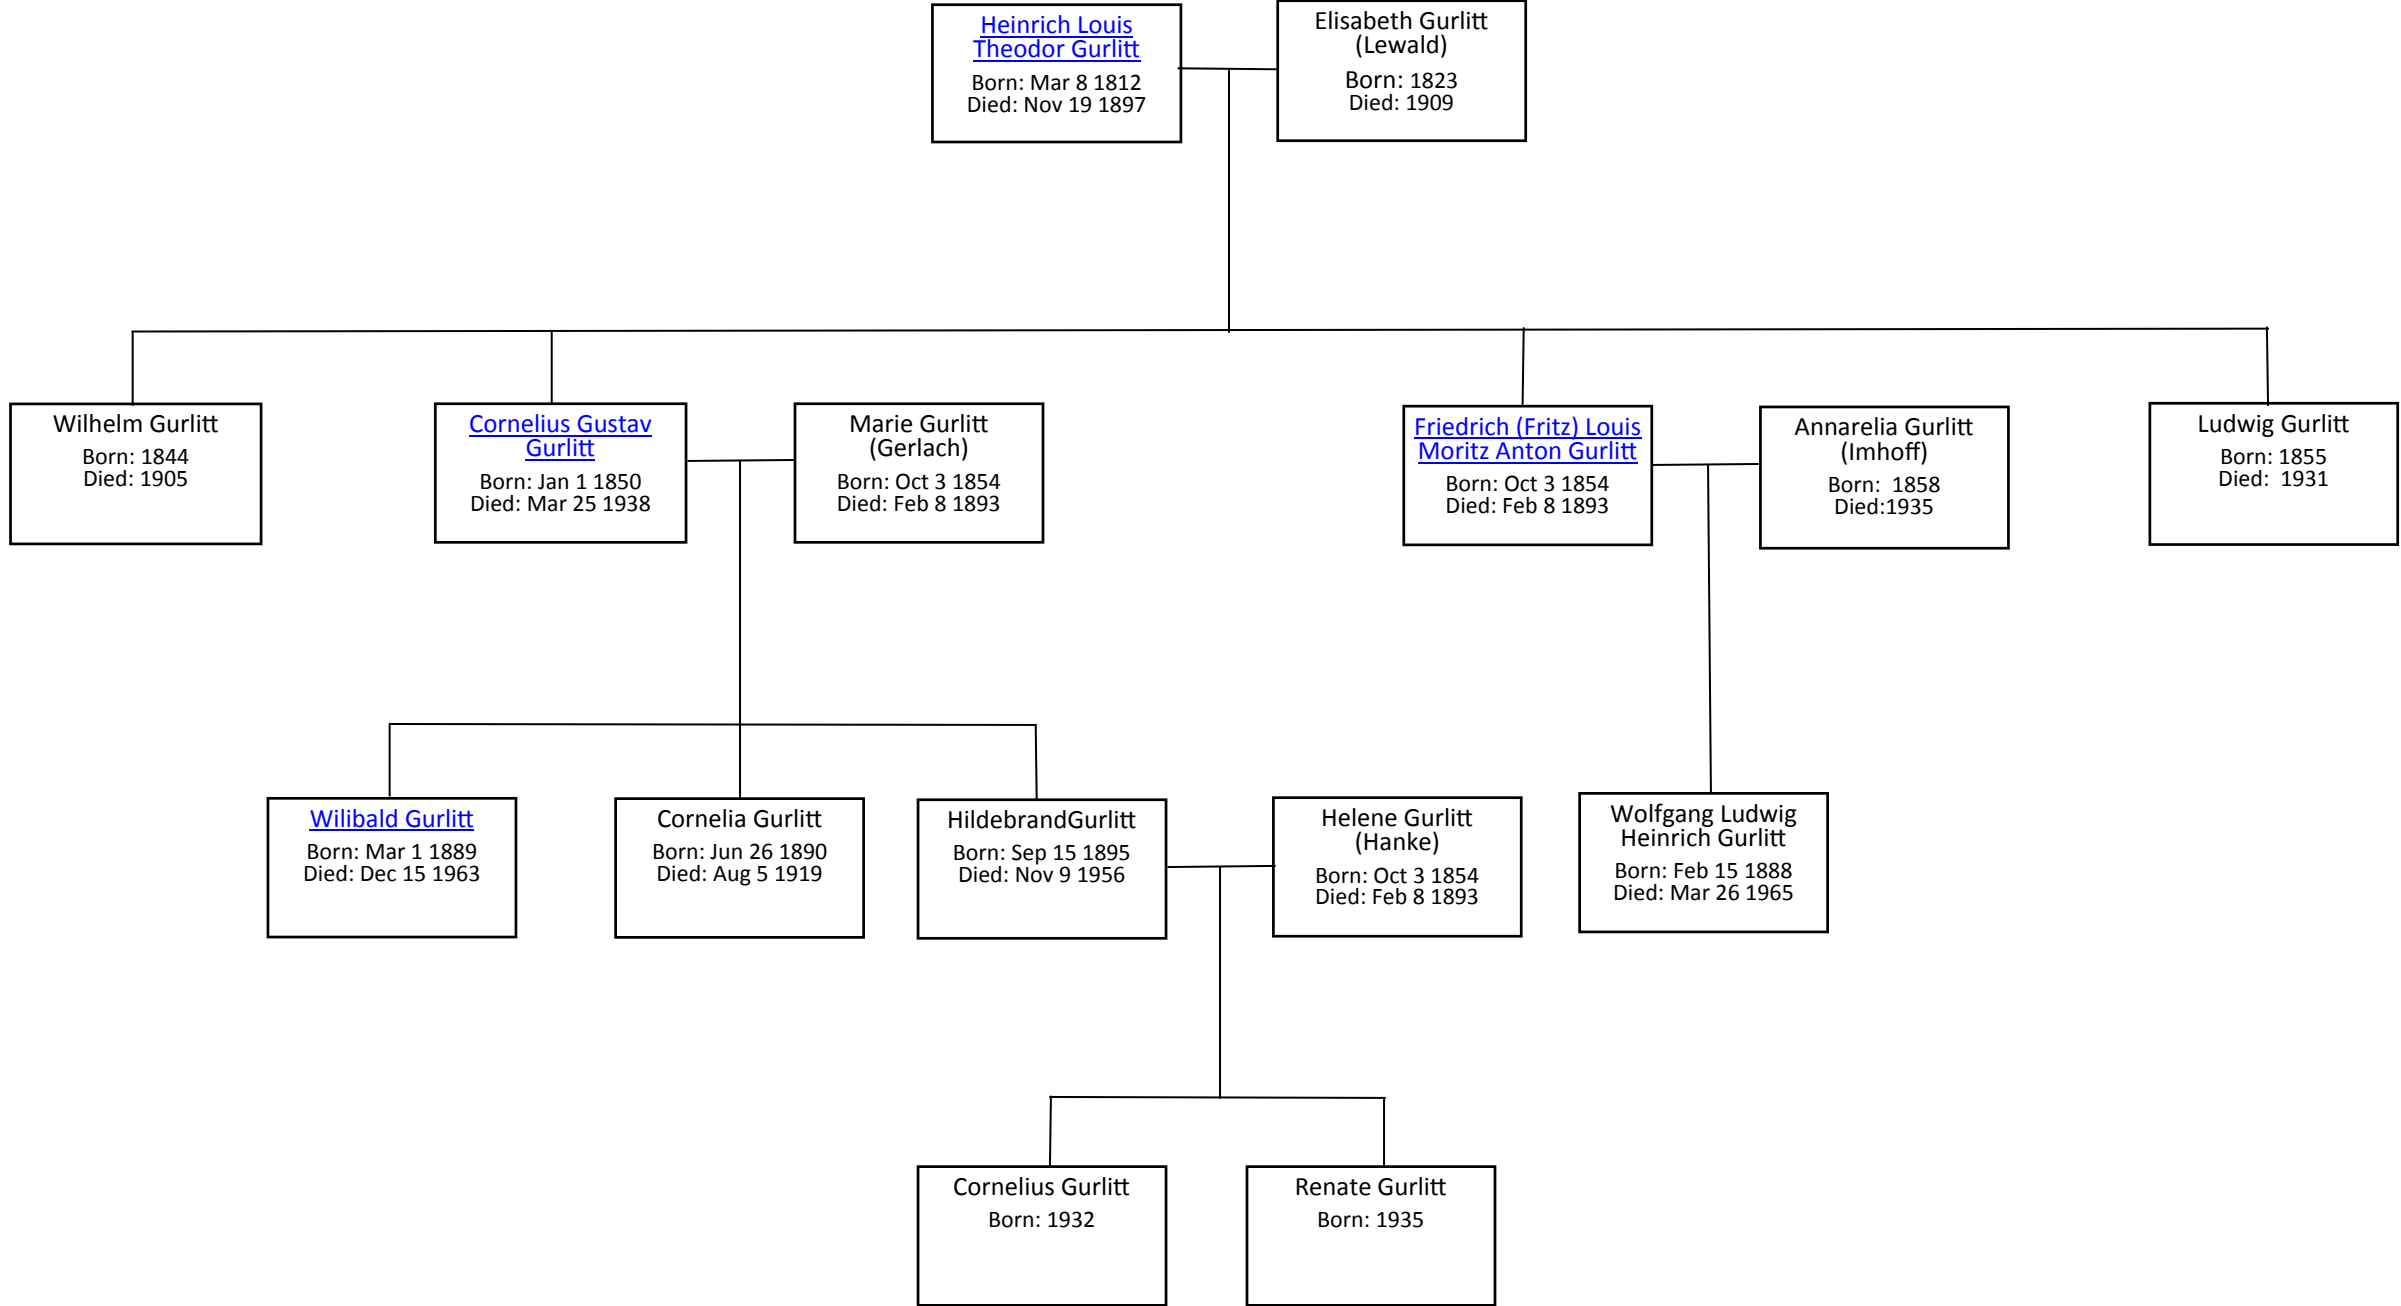 Heinrich Louis
Theodor Gurlitt
Born: Mar 8 1812
Died: Nov 19 1897
Elisabeth Gurlitt
(Lewald)
Born: 1823
Died: 1909
Wilhelm Gurlitt
Born: 1844
Died: 1905
Cornelius Gustav
Gurlitt
Born: Jan 1 1850
Died: Mar 25 1938
Marie Gurlitt
(Gerlach)
Born: Oct 3 1854
Died: Feb 8 1893
Friedrich (Fritz) Louis
Moritz Anton Gurlitt
Born: Oct 3 1854
Died: Feb 8 1893
Annarelia Gurlitt
(Imhoff)
Born:  1858
Died:1935
Ludwig Gurlitt
Born: 1855
Died:  1931
Wilibald Gurlitt
Born: Mar 1 1889
Died: Dec 15 1963
Cornelia Gurlitt
Born: Jun 26 1890
Died: Aug 5 1919
HildebrandGurlitt
Born: Sep 15 1895
Died: Nov 9 1956
Helene Gurlitt
(Hanke)
Born: Oct 3 1854
Died: Feb 8 1893
Wolfgang Ludwig
Heinrich Gurlitt
Born: Feb 15 1888
Died: Mar 26 1965
Cornelius Gurlitt
Born: 1932
Renate Gurlitt
Born: 1935